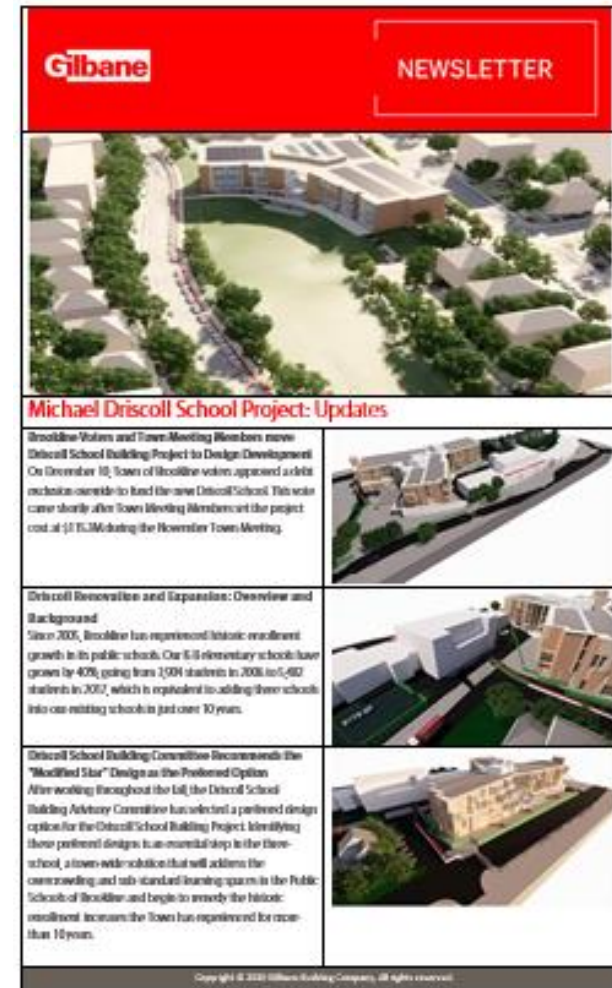 Gilbane
NEWSLETTER
Michael Driscoll School Project: Updates
Brookline Voters and Town Meeting Members move
Driscoll School Building Project to Design Development
On December 10, Town of Brookline voters approved a debt
exclusion override to fund the new Driscoll School. This vote
came shortly after Town Meeting Members set the project
cost at during the November Town Meeting.
Driscoll Renovation and Expansion: Overview and
Background
Since 2005, Brookline has experienced historic enrollment
growth in its public schools. Our K-8 elementary schools have
grown by 40%, going from students in 2006 to
students in 2017, which is equivalent to adding three schools
into our existing schools in just over 10 years.
Driscoll School Building Committee Recommends the
"Modified Star" Design as the Preferred Option
After working throughout the fall, the Driscoll School
Building Advisory Committee has selected a preferred design
option for the Driscoll School Building Project. Identifying
these preferred designs is an essential step in the three-
school, a town-wide solution that will address the
overcrowding and sub-standard learning spaces in the Public
Schools of Brookline and begin to remedy the historic
enrollment increases the Town has experienced for more
than 10 years.
Copyright © Gilbane Building Company, All rights reserved.